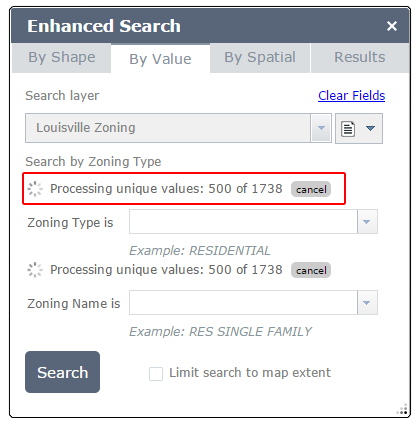 Enhanced Search ×
By Shape By Value By Spatial Results
Search layer Clear Fields
Louisville Zoning
Search by Zoning Type
Processing unique values: 500 of 1738 cancel
Zoning Type is
Example: RESIDENTIAL
Processing unique values: 500 of 1738 cancel
Zoning Name is
Example: RES SINGLE FAMILY
Search Limit search to map extent